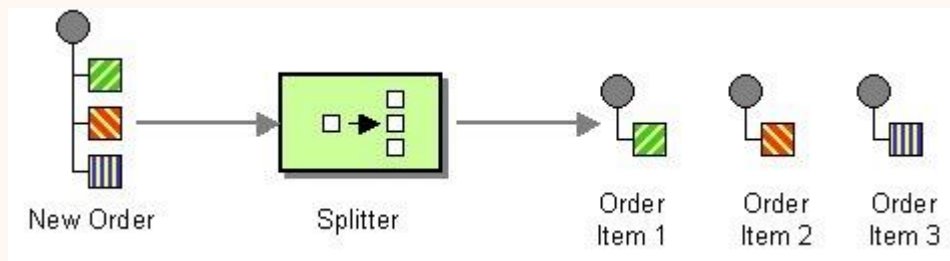 New Order
Splitter
Order
Item 1
Order
Item 2
Order
Item 3